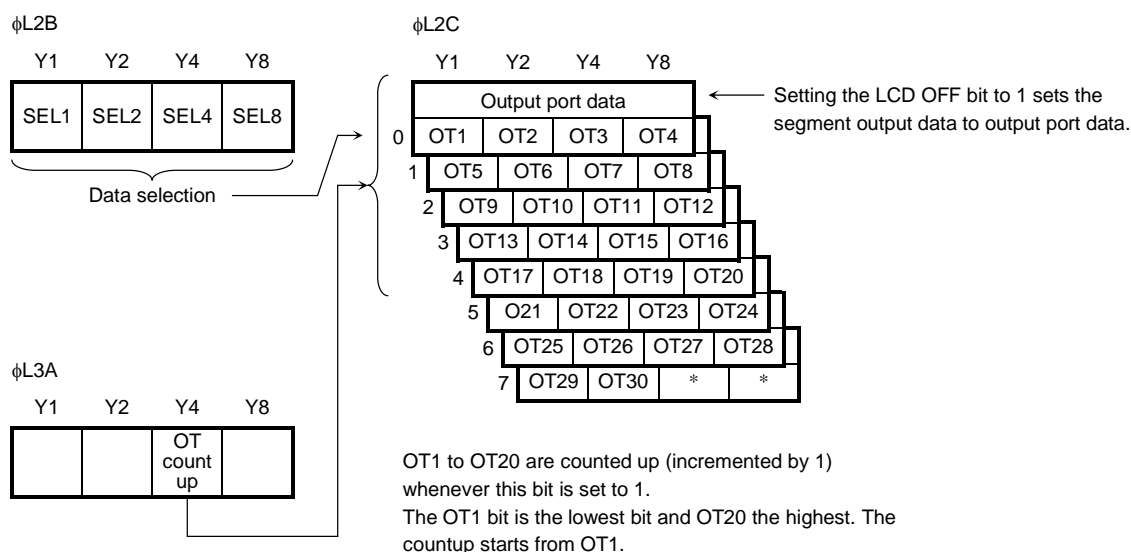 φL2B
Y1 Y2 Y4 Y8
SEL1 SEL2 SEL4 SEL8
Data selection
φL2C
Y1 Y2 Y4 Y8
Output port data
0 OT1 OT2 OT3 OT4
1 OT5 OT6 OT7 OT8
2 OT9 OT10 OT11 OT12
3 OT13 OT14 OT15 OT16
4 OT17 OT18 OT19 OT20
5 O21 OT22 OT23 OT24
6 OT25 OT26 OT27 OT28
7 OT29 OT30 * *
Setting the LCD OFF bit to 1 sets the
segment output data to output port data.
φL3A
Y1 Y2 Y4 Y8
OT
count
up
OT1 to OT20 are counted up (incremented by 1)
whenever this bit is set to 1.
The OT1 bit is the lowest bit and OT20 the highest. The
countup starts from OT1.